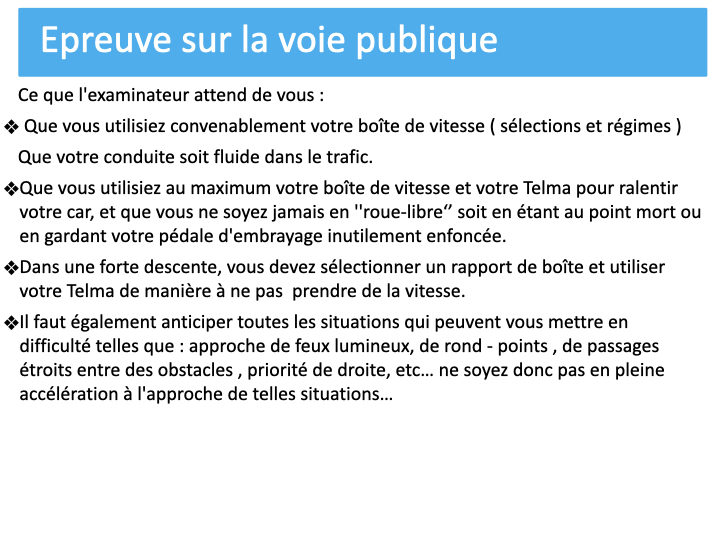 Epreuve sur la voie publique
Ce que l'examinateur attend de vous :
❖ Que vous utilisiez convenablement votre boîte de vitesse ( sélections et régimes )
Que votre conduite soit fluide dans le trafic.
❖Que vous utilisiez au maximum votre boîte de vitesse et votre Telma pour ralentir
votre car, et que vous ne soyez jamais en ''roue-libre‘’ soit en étant au point mort ou
en gardant votre pédale d'embrayage inutilement enfoncée.
❖Dans une forte descente, vous devez sélectionner un rapport de boîte et utiliser
votre Telma de manière à ne pas  prendre de la vitesse.
❖Il faut également anticiper toutes les situations qui peuvent vous mettre en
difficulté telles que : approche de feux lumineux, de rond - points , de passages
étroits entre des obstacles , priorité de droite, etc… ne soyez donc pas en pleine
accélération à l'approche de telles situations…